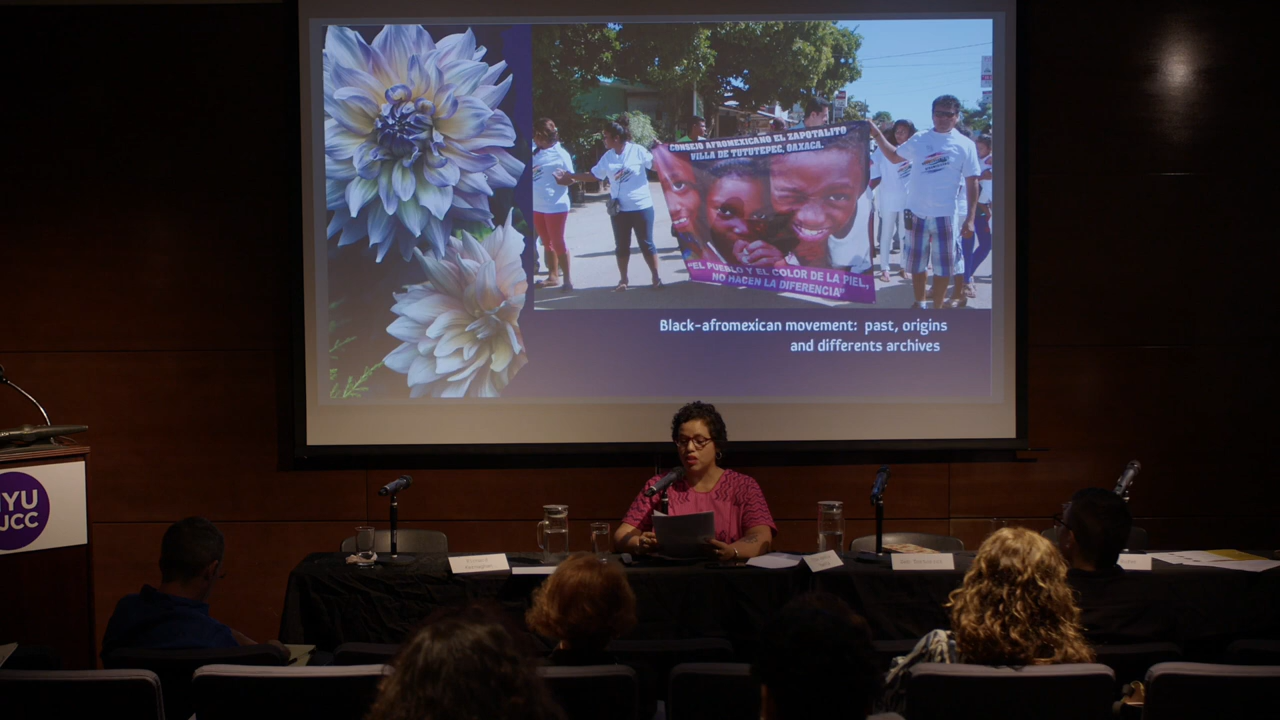 CONSEJO AFROMEXICANO EL ZAPOTALITO
VILLA DE TUTUTEPEC, OAXACA.
"EL PUEBLO Y EL COLOR DE LA PIEL,
NO HACEN LA DIFERENCIA"
Black-afromexican movement: past, origins
and differents archives
NYU
JCC